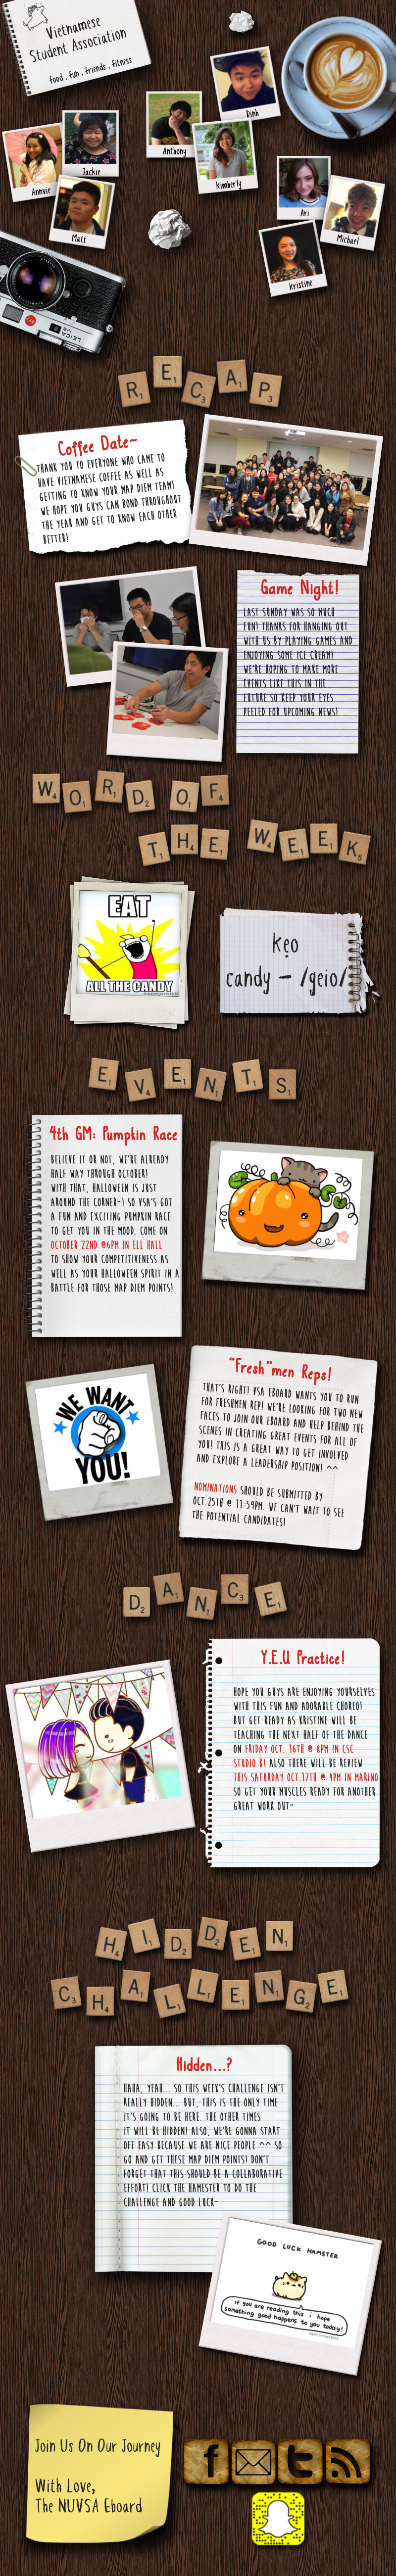 Vietnamese
Student Association
food . fun . friends . fitness
Dinh
Anthony
Jackie
Kimberly
Annvie
Ari
Matt
Michael
Kristine
LEICA
RECAP
Coffee Date~
THANK YOU TO EVERYONE WHO CAME TO
HAVE VIETNAMESE COFFEE AS WELL AS
GETTING TO KNOW YOUR MAP DIEM TEAM!
WE HOPE YOU GUYS CAN BOND THROUGHOUT
THE YEAR AND GET TO KNOW EACH OTHER
BETTER!
Game Night!
LAST SUNDAY WAS SO MUCH
FUN! THANKS FOR HANGING OUT
WITH US BY PLAYING GAMES AND
ENJOYING SOME ICE CREAM!
WE'RE HOPING TO MAKE MORE
EVENTS LIKE THIS IN THE
FUTURE SO KEEP YOUR EYES
PEELED FOR UPCOMING NEWS!
WORD OF
THE WEEK
EAT
ALL THE CANDY
kẹo
candy - /geio/
EVENTS
4th GM: Pumpkin Race
BELIEVE IT OR NOT, WE'RE ALREADY
HALF WAY THROUGH OCTOBER!
WITH THAT, HALLOWEEN IS JUST
AROUND THE CORNER~! SO VSA'S GOT
A FUN AND EXCITING PUMPKIN RACE
TO GET YOU IN THE MOOD. COME ON
OCTOBER 22ND @6PM IN ELL HALL
TO SHOW YOUR COMPETITIVENESS AS
WELL AS YOUR HALLOWEEN SPIRIT IN A
BATTLE FOR THOSE MAP DIEM POINTS!
"Fresh"men Reps!
THAT'S RIGHT! VSA EBOARD WANTS YOU TO RUN
FOR FRESHMEN REP! WE'RE LOOKING FOR TWO NEW
FACES TO JOIN OUR EBOARD AND HELP BEHIND THE
SCENES IN CREATING GREAT EVENTS FOR ALL OF
YOU! THIS IS A GREAT WAY TO GET INVOLVED
AND EXPLORE A LEADERSHIP POSITION! ^^
NOMINATIONS SHOULD BE SUBMITTED BY
OCT.25TH @ 11:59PM. WE CAN'T WAIT TO SEE
THE POTENTIAL CANDIDATES!
WE WANT
YOU!
DANCE
Y.E.U Practice!
HOPE YOU GUYS ARE ENJOYING YOURSELVES
WITH THIS FUN AND ADORABLE CHOREO!
BUT GET READY AS KRISTINE WILL BE
TEACHING THE NEXT HALF OF THE DANCE
ON FRIDAY OCT. 16TH @ 8PM IN CSC
STUDIO B! ALSO THERE WILL BE REVIEW
THIS SATURDAY OCT.17TH @ 4PM IN MARINO
SO GET YOUR MUSCLES READY FOR ANOTHER
GREAT WORK OUT~
HIDDEN
CHALLENGE
Hidden...?
HAHA, YEAH... SO THIS WEEK'S CHALLENGE ISN'T
REALLY HIDDEN... BUT, THIS IS THE ONLY TIME
IT'S GOING TO BE HERE. THE OTHER TIMES
IT WILL BE HIDDEN! ALSO, WE'RE GONNA START
OFF EASY BECAUSE WE ARE NICE PEOPLE ^^ SO
GO AND GET THESE MAP DIEM POINTS! DON'T
FORGET THAT THIS SHOULD BE A COLLABORATIVE
EFFORT! CLICK THE HAMSTER TO DO THE
CHALLENGE AND GOOD LUCK~
GOOD LUCK HAMSTER
if you are reading this i hope
something good happens to you today!
Join Us On Our Journey
With Love,
The NUVSA Eboard